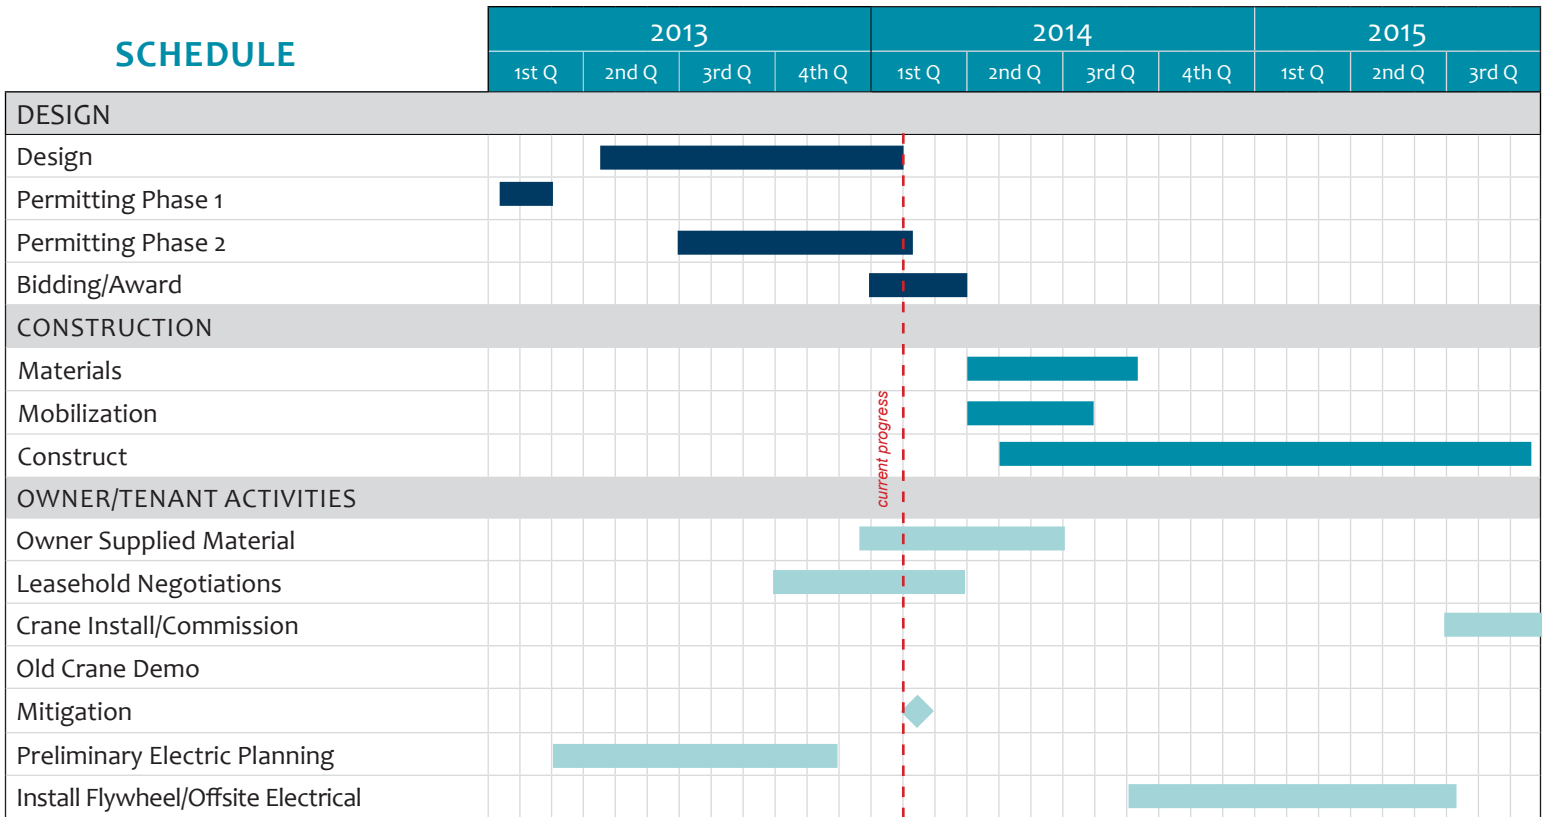 SCHEDULE
2013 2014 2015
1st Q 2nd Q 3rd Q 4th Q 1st Q 2nd Q 3rd Q 4th Q 1st Q 2nd Q 3rd Q
DESIGN
Design
Permitting Phase 1
Permitting Phase 2
Bidding/Award
CONSTRUCTION
Materials
Mobilization
Construct
current progress
OWNER/TENANT ACTIVITIES
Owner Supplied Material
Leasehold Negotiations
Crane Install/Commission
Old Crane Demo
Mitigation
Preliminary Electric Planning
Install Flywheel/Offsite Electrical